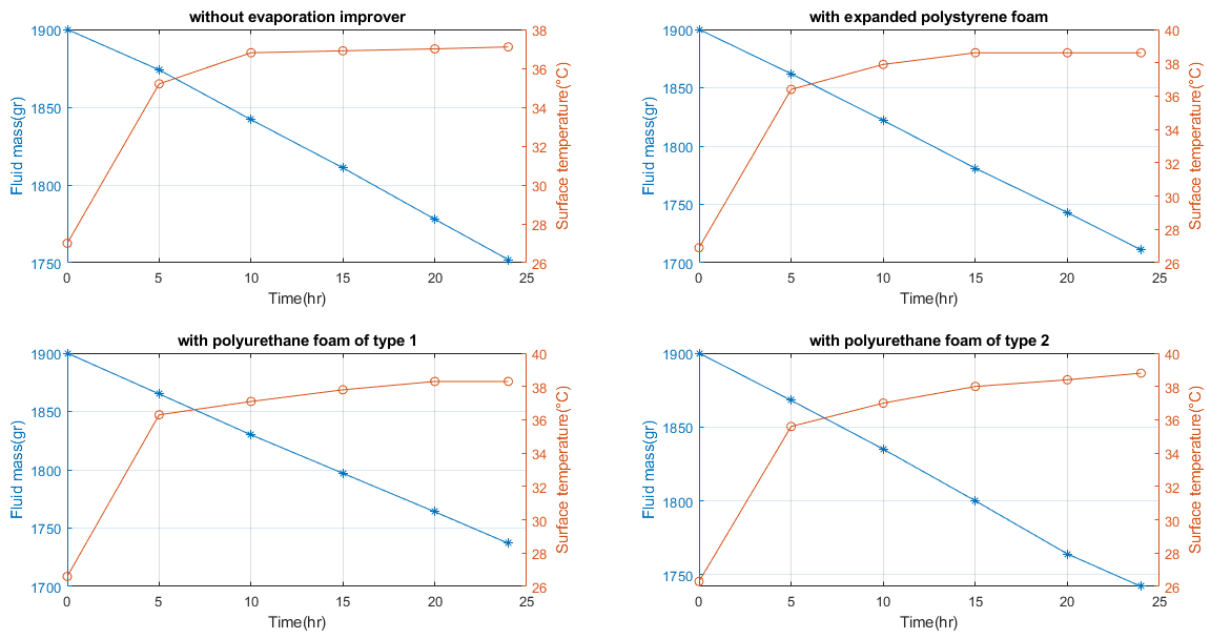 without evaporation improver
1900
1850
1800
1750
Fluid mass(gr)
38
36
34
32
30
28
26
Surface temperature(°C)
0 5 10 15 20 25
Time(hr)
with expanded polystyrene foam
1900
1850
1800
1750
1700
Fluid mass(gr)
40
38
36
34
32
30
28
26
Surface temperature(°C)
0 5 10 15 20 25
Time(hr)
with polyurethane foam of type 1
1900
1850
1800
1750
1700
Fluid mass(gr)
40
38
36
34
32
30
28
26
Surface temperature(°C)
0 5 10 15 20 25
Time(hr)
with polyurethane foam of type 2
1900
1850
1800
1750
Fluid mass(gr)
40
38
36
34
32
30
28
26
Surface temperature(°C)
0 5 10 15 20 25
Time(hr)